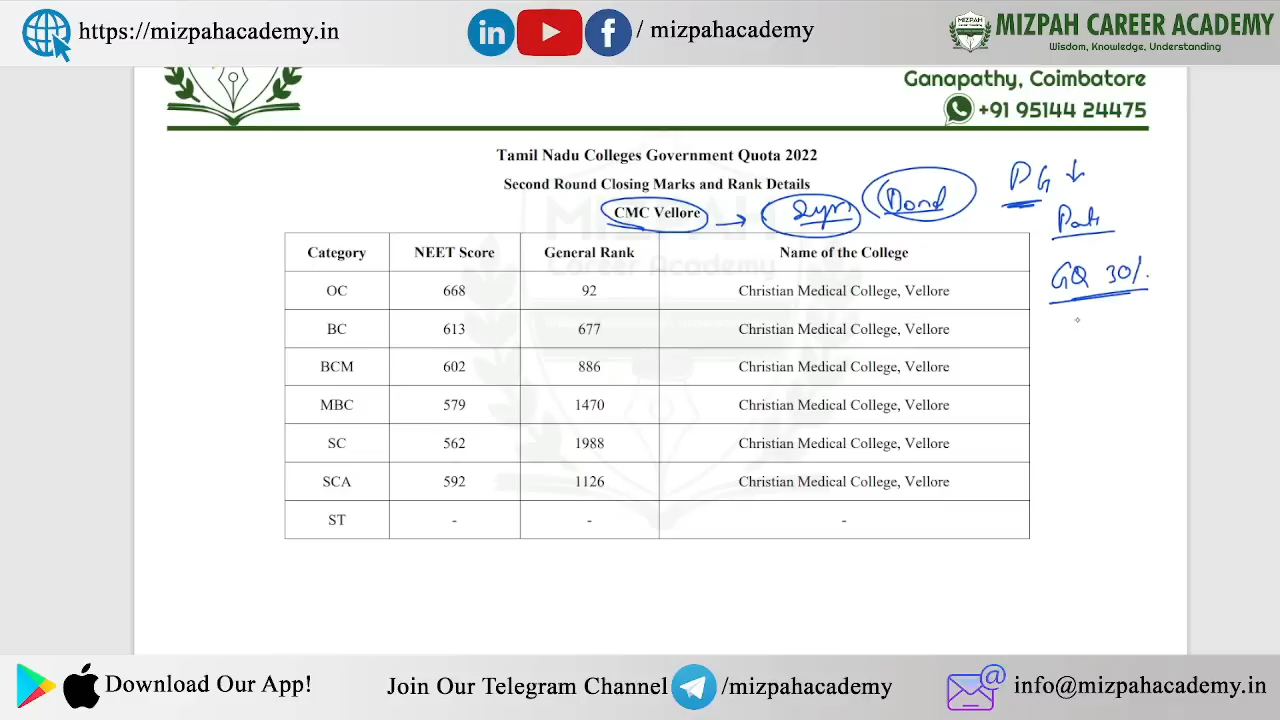 https://mizpahacademy.in
in f / mizpahacademy
MIZPAH CAREER ACADEMY
Wisdom, Knowledge, Understanding
Ganapathy, Coimbatore
+91 95144 24475
Tamil Nadu Colleges Government Quota 2022
Second Round Closing Marks and Rank Details
CMC Vellore → 2yrs Bond
PG ↓
GQ 30%.
Category NEET Score General Rank Name of the College
OC 668 92 Christian Medical College, Vellore
BC 613 677 Christian Medical College, Vellore
BCM 602 886 Christian Medical College, Vellore
MBC 579 1470 Christian Medical College, Vellore
SC 562 1988 Christian Medical College, Vellore
SCA 592 1126 Christian Medical College, Vellore
ST - - -
Download Our App!
Join Our Telegram Channel /mizpahacademy
@ info@mizpahacademy.in